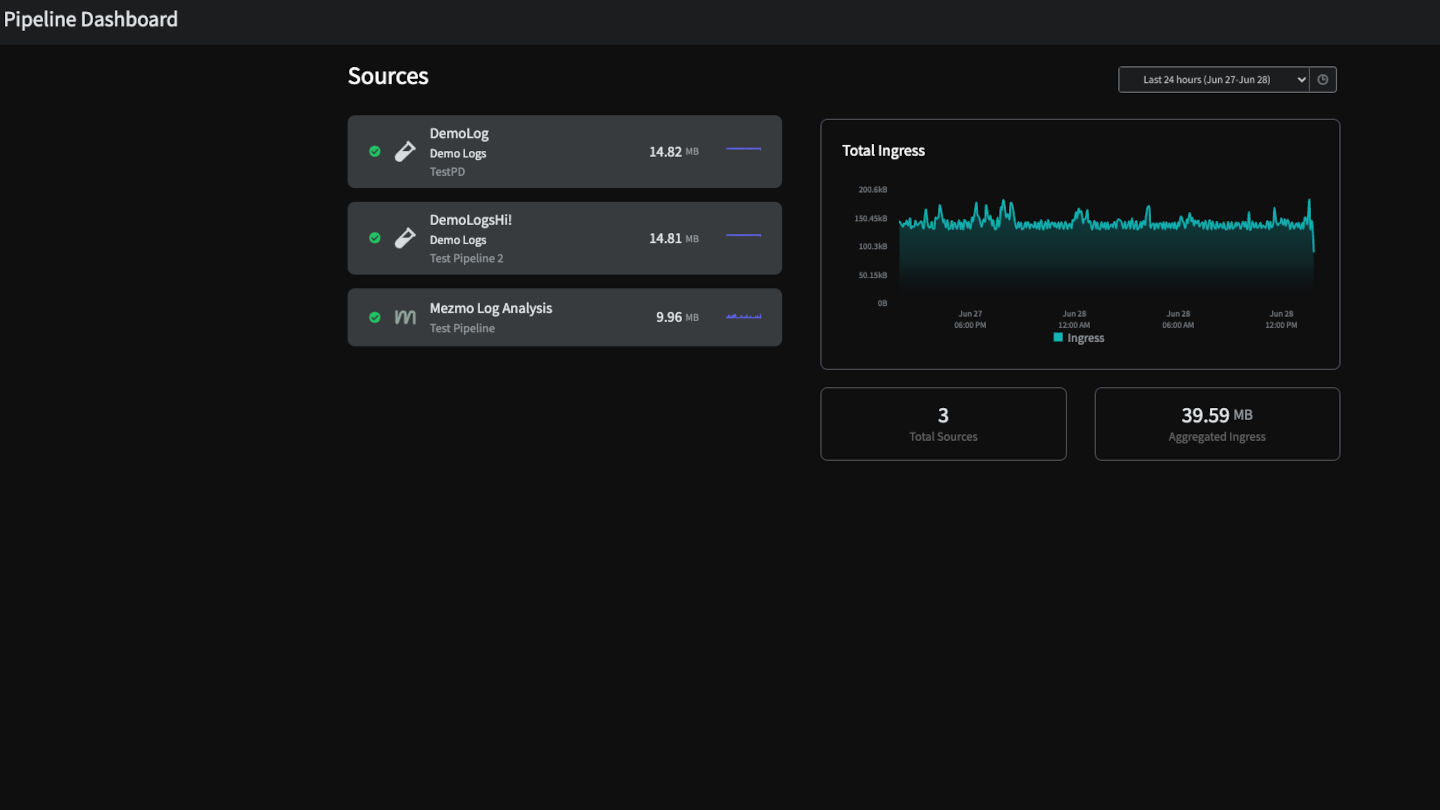 Pipeline Dashboard
Sources
Last 24 hours (Jun 27-Jun 28)
DemoLog
Demo Logs
TestPD
14.82 MB
DemoLogsHi!
Demo Logs
Test Pipeline 2
14.81 MB
Mezmo Log Analysis
Test Pipeline
9.96 MB
Total Ingress
200.6kB
150.45kB
100.3kB
50.15kB
0B
Jun 27
06:00 PM
Jun 28
12:00 AM
Jun 28
06:00 AM
Jun 28
12:00 PM
Ingress
3
Total Sources
39.59 MB
Aggregated Ingress